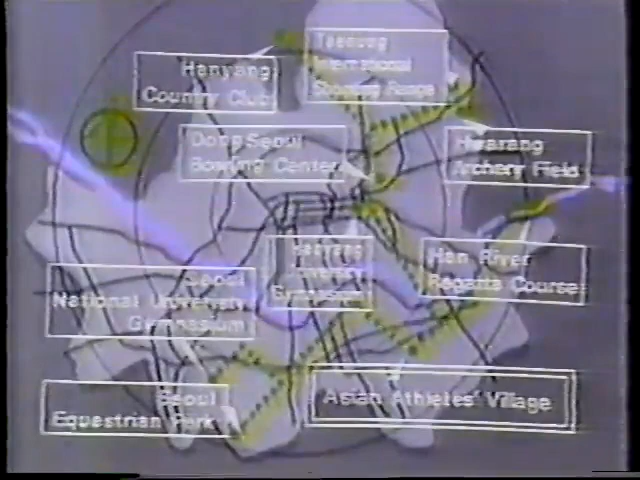 Hanyang
Country Club
Taenung
International
Shooting Range
Dong Seoul
Bowling Center
Hwarang
Archery Field
Hanyang
University
Gymnasium
Han River
Regatta Course
Seoul
National University
Gymnasium
Seoul
Equestrian Park
Asian Athletes' Village